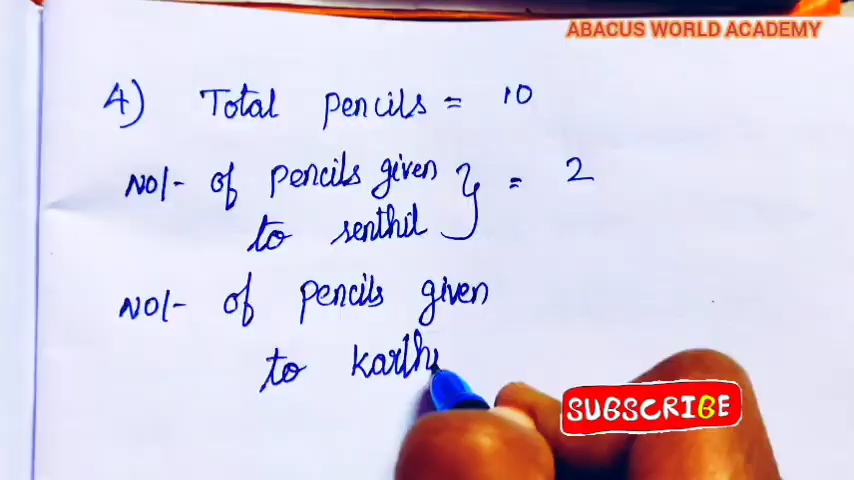 ABACUS WORLD ACADEMY
4) Total pencils = 10
NO/- of pencils given } = 2
to senthil
NO/- of pencils given
to karthi
SUBSCRIBE